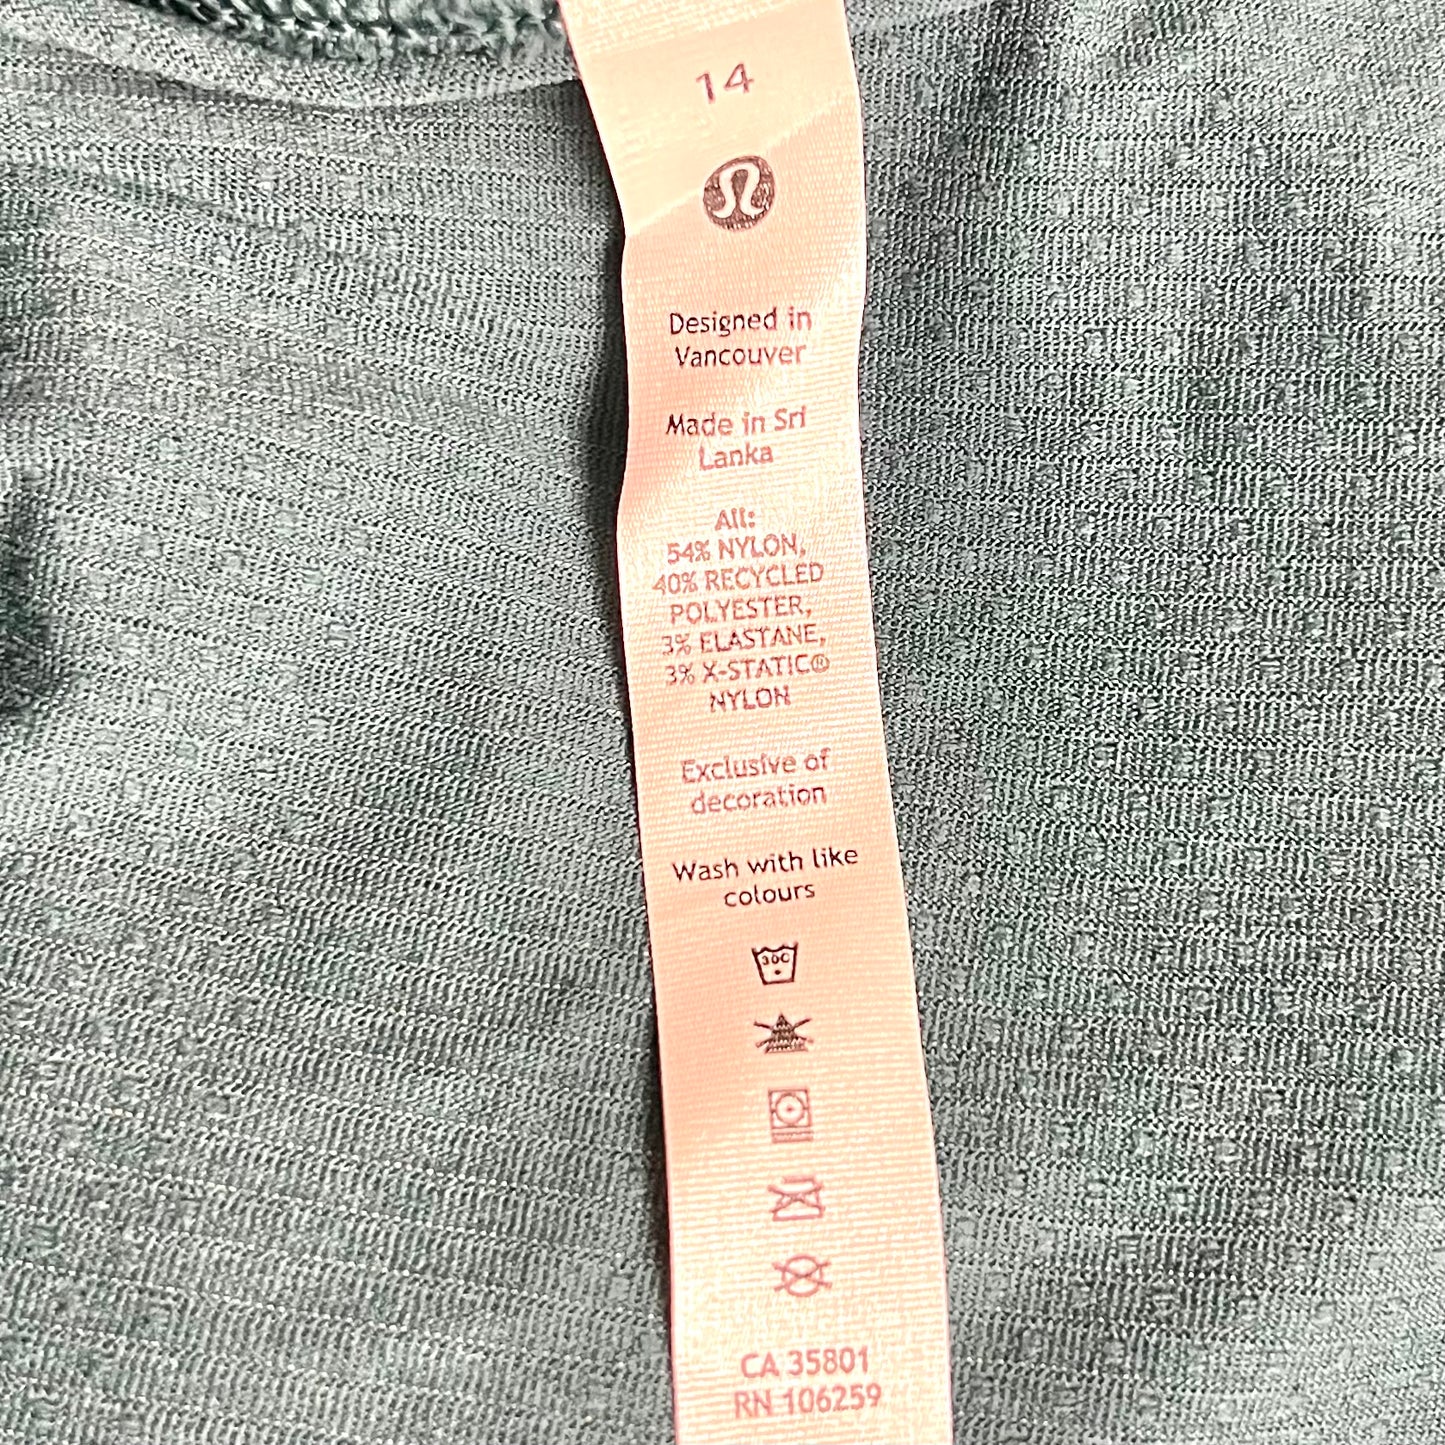 14
Designed in
Vancouver
Made in Sri
Lanka
All:
54% NYLON,
40% RECYCLED
POLYESTER,
3% ELASTANE,
3% X-STATIC®
NYLON
Exclusive of
decoration
Wash with like
colours
30C
CA 35801
RN 106259